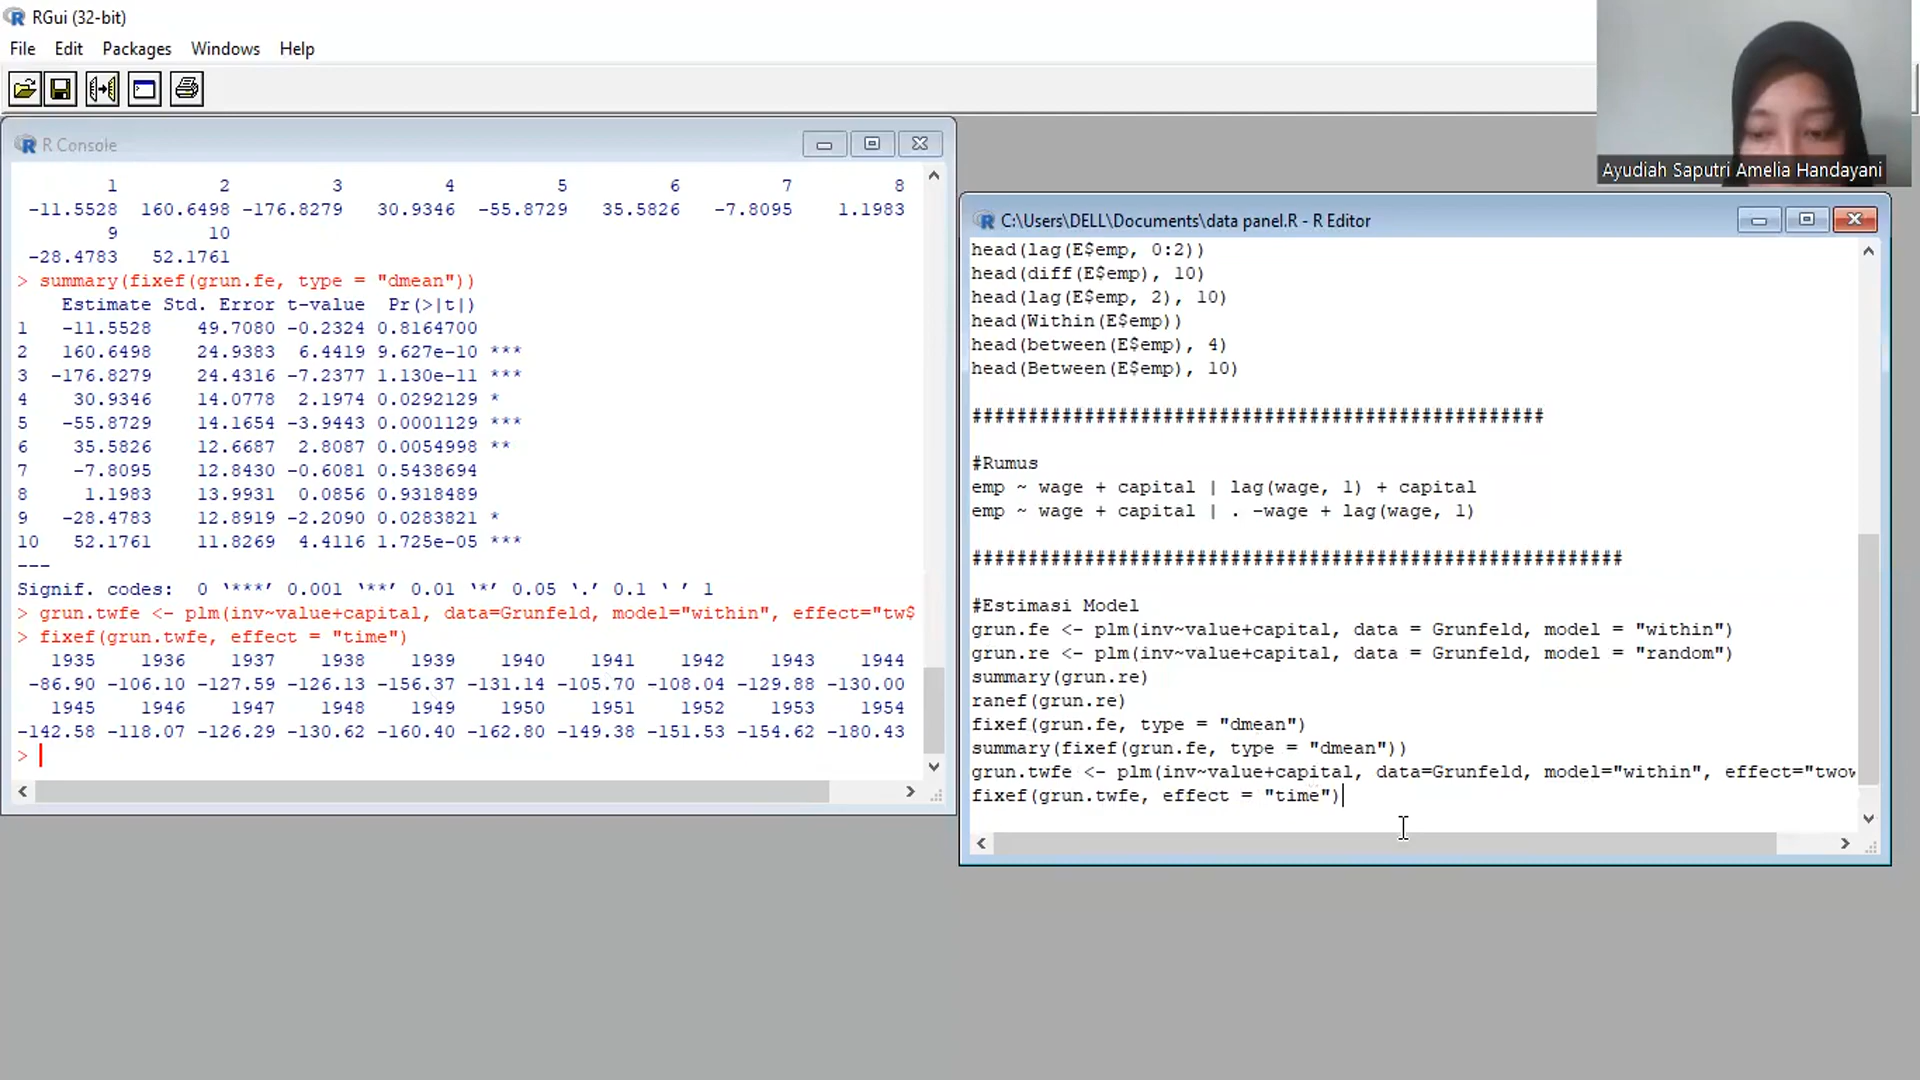 RGui (32-bit)
File Edit Packages Windows Help
Ayudiah Saputri Amelia Handayani
R Console
1 2 3 4 5 6 7 8
-11.5528 160.6498 -176.8279 30.9346 -55.8729 35.5826 -7.8095 1.1983
9 10
-28.4783 52.1761
> summary(fixef(grun.fe, type = "dmean"))
Estimate Std. Error t-value Pr(>|t|)
1 -11.5528 49.7080 -0.2324 0.8164700
2 160.6498 24.9383 6.4419 9.627e-10 ***
3 -176.8279 24.4316 -7.2377 1.130e-11 ***
4 30.9346 14.0778 2.1974 0.0292129 *
5 -55.8729 14.1654 -3.9443 0.0001129 ***
6 35.5826 12.6687 2.8087 0.0054998 **
7 -7.8095 12.8430 -0.6081 0.5438694
8 1.1983 13.9931 0.0856 0.9318489
9 -28.4783 12.8919 -2.2090 0.0283821 *
10 52.1761 11.8269 4.4116 1.725e-05 ***
---
Signif. codes: 0 ‘***’ 0.001 ‘**’ 0.01 ‘*’ 0.05 ‘.’ 0.1 ‘ ’ 1
> grun.twfe <- plm(inv~value+capital, data=Grunfeld, model="within", effect="tw$
> fixef(grun.twfe, effect = "time")
1935 1936 1937 1938 1939 1940 1941 1942 1943 1944
-86.90 -106.10 -127.59 -126.13 -156.37 -131.14 -105.70 -108.04 -129.88 -130.00
1945 1946 1947 1948 1949 1950 1951 1952 1953 1954
-142.58 -118.07 -126.29 -130.62 -160.40 -162.80 -149.38 -151.53 -154.62 -180.43
>
C:\Users\DELL\Documents\data panel.R - R Editor
head(lag(E$emp, 0:2))
head(diff(E$emp), 10)
head(lag(E$emp, 2), 10)
head(Within(E$emp))
head(between(E$emp), 4)
head(Between(E$emp), 10)
###################################################
#Rumus
emp ~ wage + capital | lag(wage, 1) + capital
emp ~ wage + capital | . -wage + lag(wage, 1)
##########################################################
#Estimasi Model
grun.fe <- plm(inv~value+capital, data = Grunfeld, model = "within")
grun.re <- plm(inv~value+capital, data = Grunfeld, model = "random")
summary(grun.re)
ranef(grun.re)
fixef(grun.fe, type = "dmean")
summary(fixef(grun.fe, type = "dmean"))
grun.twfe <- plm(inv~value+capital, data=Grunfeld, model="within", effect="twow
fixef(grun.twfe, effect = "time")